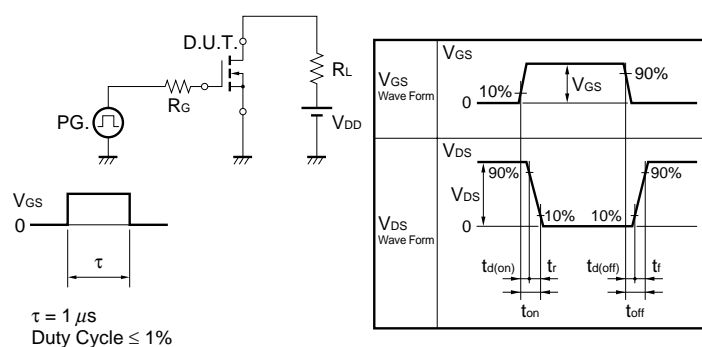 D.U.T.
RL
RG
PG.
VDD
VGS
0
τ
τ = 1 μs
Duty Cycle ≤ 1%
VGS
Wave Form
VGS
10%
0
VGS
90%
VDS
Wave Form
VDS
90%
VDS
0
10%
10%
90%
td(on)
tr
td(off)
tf
ton
toff